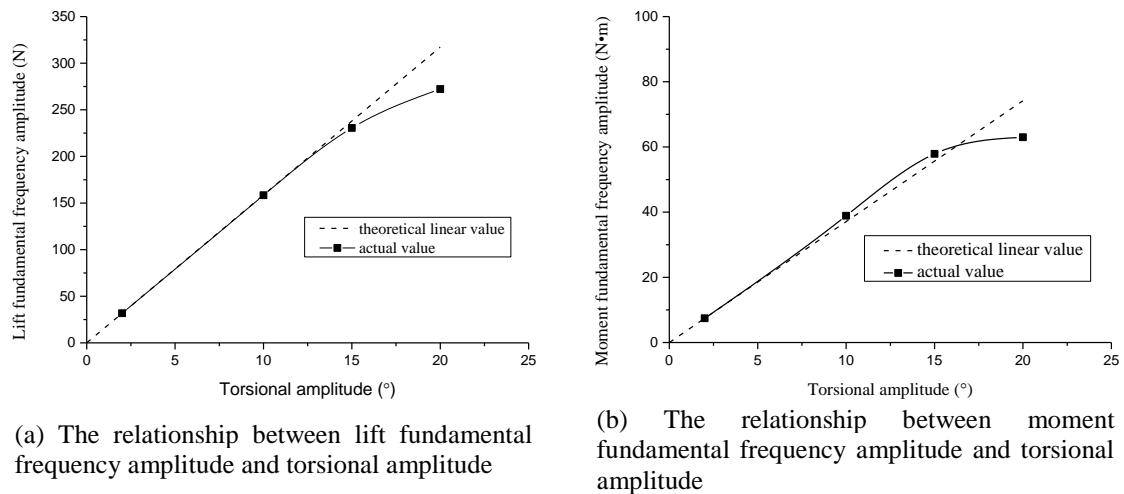 350
300
250
200
150
100
50
0
0 5 10 15 20 25
Lift fundamental frequency amplitude (N)
Torsional amplitude (°)
theoretical linear value
actual value
(a) The relationship between lift fundamental
frequency amplitude and torsional amplitude
100
80
60
40
20
0
0 5 10 15 20 25
Moment fundamental frequency amplitude (N•m)
Torsional amplitude (°)
theoretical linear value
actual value
(b) The relationship between moment
fundamental frequency amplitude and torsional
amplitude